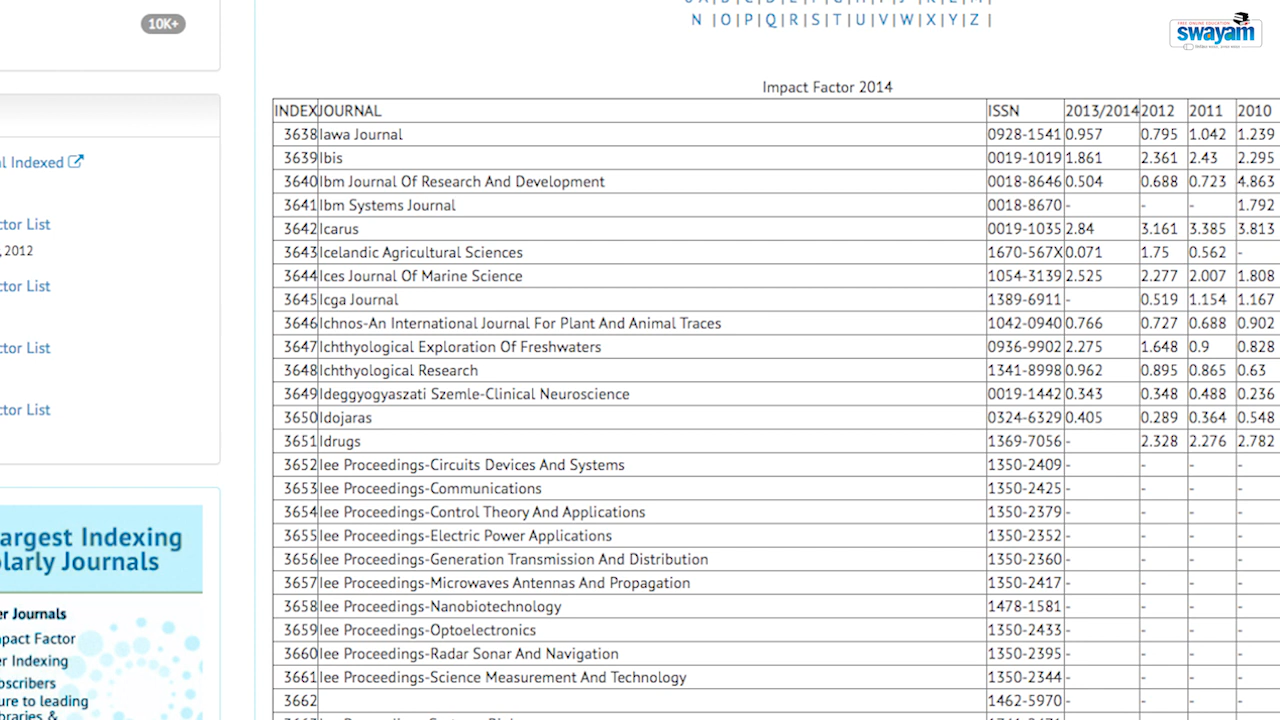 10K+
N | O | P | Q | R | S | T | U | V | W | X | Y | Z |
FREE ONLINE EDUCATION
swayam
Impact Factor 2014
INDEX JOURNAL ISSN 2013/2014 2012 2011 2010
3638 Iawa Journal 0928-1541 0.957 0.795 1.042 1.239
3639 Ibis 0019-1019 1.861 2.361 2.43 2.295
3640 Ibm Journal Of Research And Development 0018-8646 0.504 0.688 0.723 4.863
3641 Ibm Systems Journal 0018-8670 - - - 1.792
3642 Icarus 0019-1035 2.84 3.161 3.385 3.813
3643 Icelandic Agricultural Sciences 1670-567X 0.071 1.75 0.562 -
3644 Ices Journal Of Marine Science 1054-3139 2.525 2.277 2.007 1.808
3645 Icga Journal 1389-6911 - 0.519 1.154 1.167
3646 Ichnos-An International Journal For Plant And Animal Traces 1042-0940 0.766 0.727 0.688 0.902
3647 Ichthyological Exploration Of Freshwaters 0936-9902 2.275 1.648 0.9 0.828
3648 Ichthyological Research 1341-8998 0.962 0.895 0.865 0.63
3649 Ideggyogyaszati Szemle-Clinical Neuroscience 0019-1442 0.343 0.348 0.488 0.236
3650 Idojaras 0324-6329 0.405 0.289 0.364 0.548
3651 Idrugs 1369-7056 - 2.328 2.276 2.782
3652 Iee Proceedings-Circuits Devices And Systems 1350-2409 - - - -
3653 Iee Proceedings-Communications 1350-2425 - - - -
3654 Iee Proceedings-Control Theory And Applications 1350-2379 - - - -
3655 Iee Proceedings-Electric Power Applications 1350-2352 - - - -
3656 Iee Proceedings-Generation Transmission And Distribution 1350-2360 - - - -
3657 Iee Proceedings-Microwaves Antennas And Propagation 1350-2417 - - - -
3658 Iee Proceedings-Nanobiotechnology 1478-1581 - - - -
3659 Iee Proceedings-Optoelectronics 1350-2433 - - - -
3660 Iee Proceedings-Radar Sonar And Navigation 1350-2395 - - - -
3661 Iee Proceedings-Science Measurement And Technology 1350-2344 - - - -
3662 1462-5970 - - - -
l Indexed
ctor List
, 2012
ctor List
ctor List
ctor List
argest Indexing
larly Journals
er Journals
npact Factor
er Indexing
bscribers
ure to leading
braries &